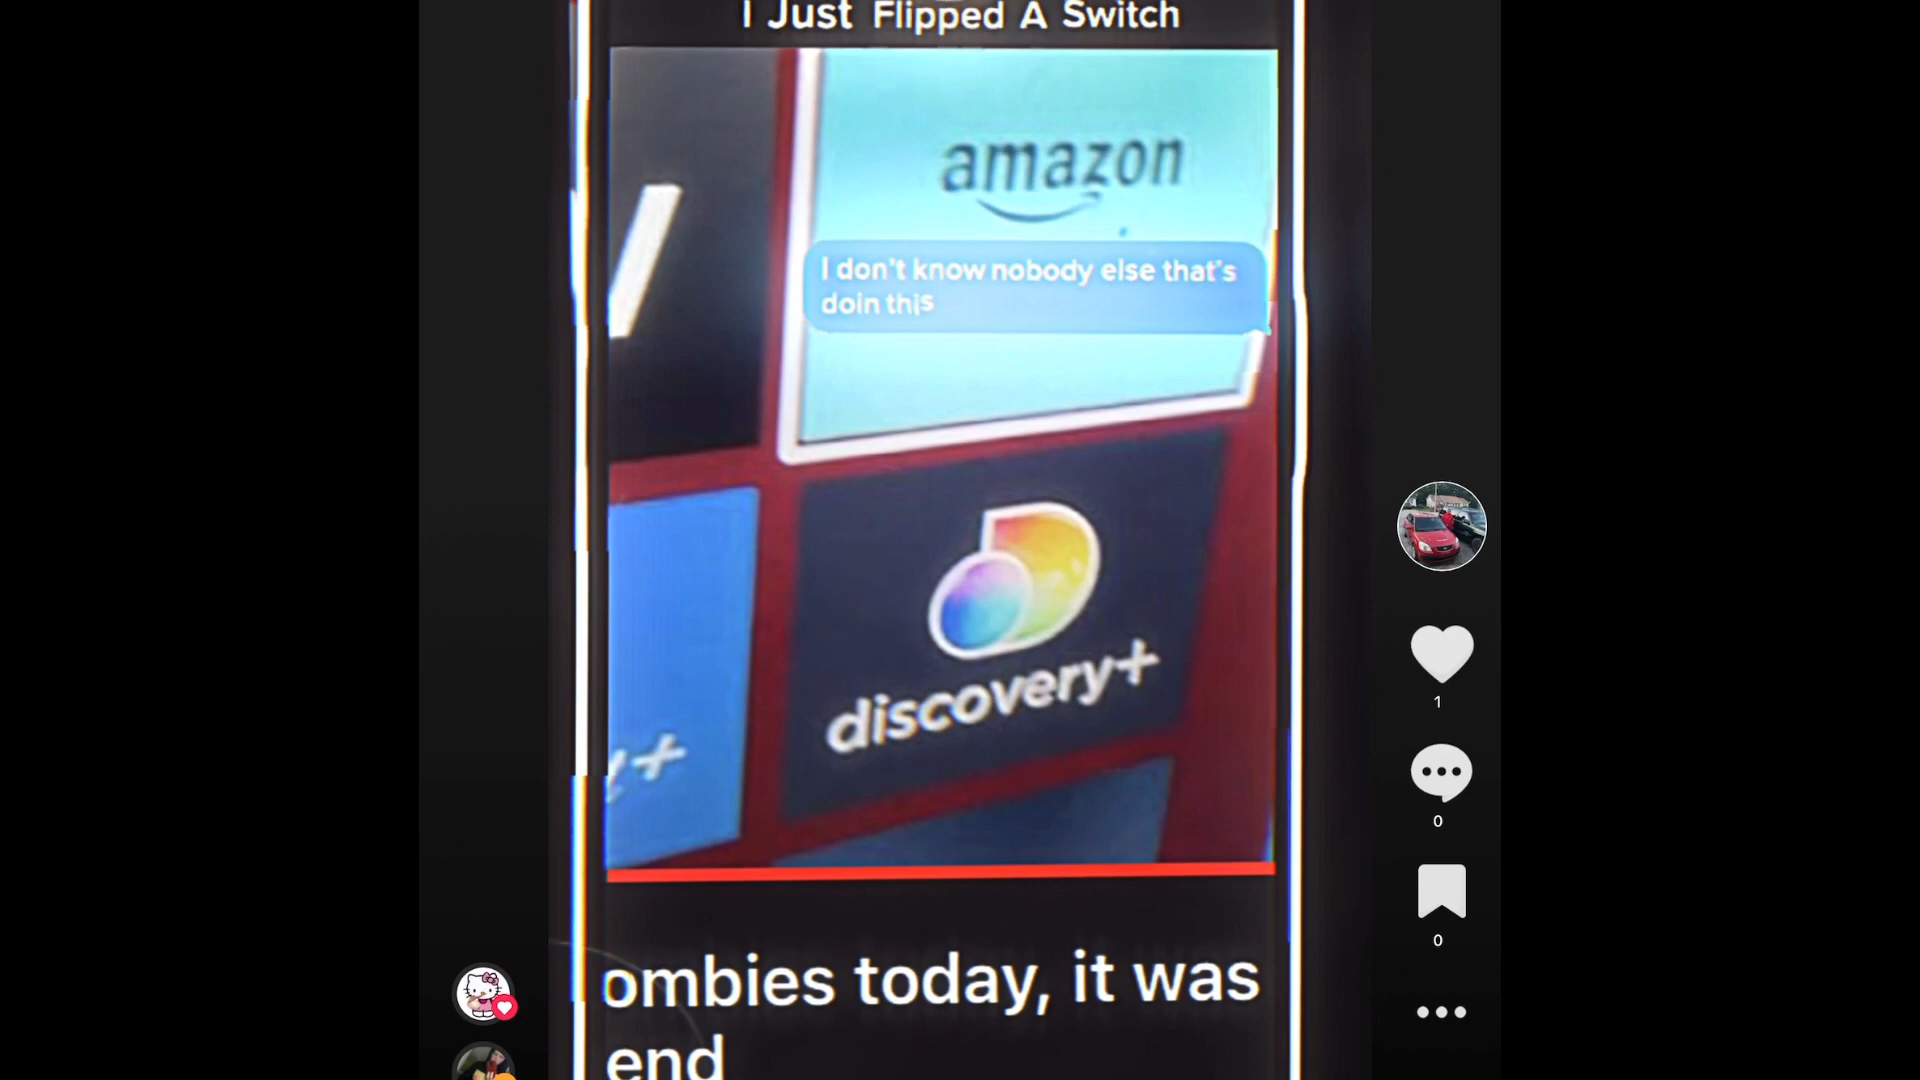 I Just Flipped A Switch
amazon
I don't know nobody else that's
doin this
discovery+
ombies today, it was
end
1
0
0